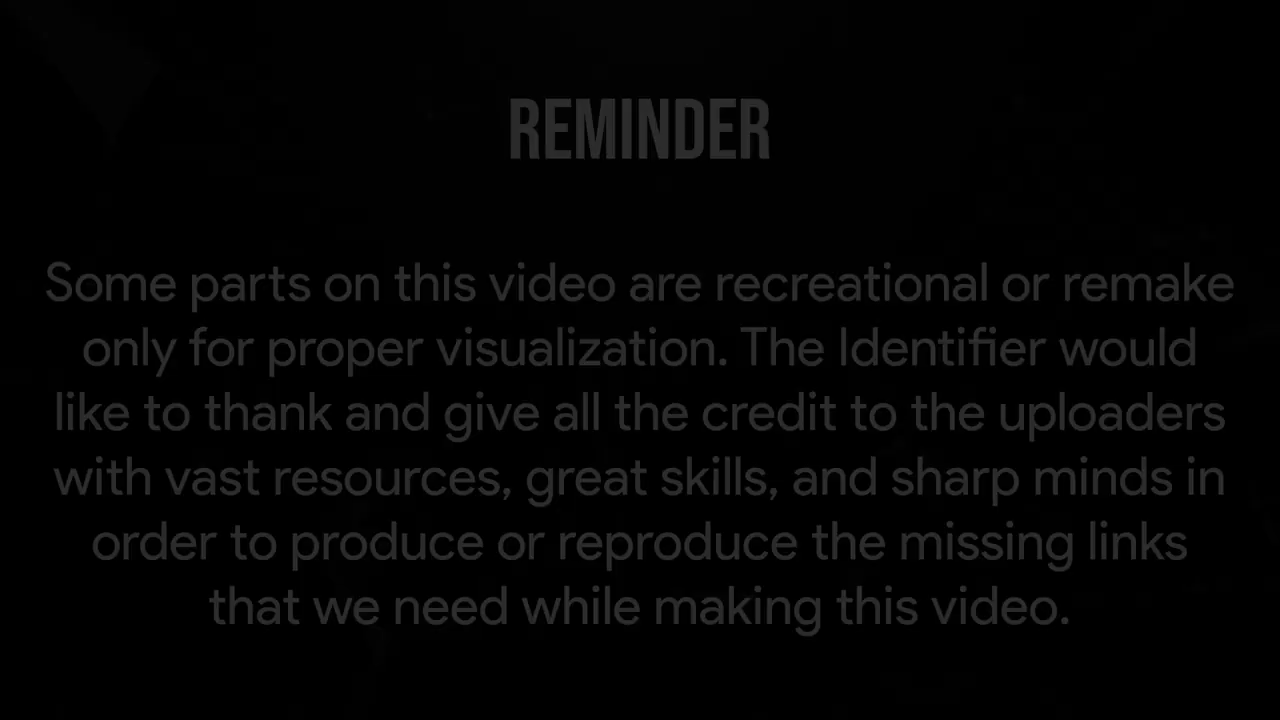 REMINDER
Some parts on this video are recreational or remake
only for proper visualization. The Identifier would
like to thank and give all the credit to the uploaders
with vast resources, great skills, and sharp minds in
order to produce or reproduce the missing links
that we need while making this video.